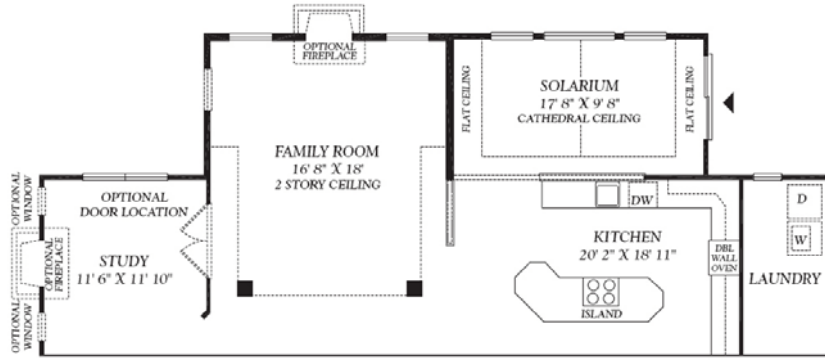 OPTIONAL
FIREPLACE
FLAT CEILING
SOLARIUM
17' 8" X 9' 8"
CATHEDRAL CEILING
FLAT CEILING
FAMILY ROOM
16' 8" X 18'
2 STORY CEILING
OPTIONAL
WINDOW
OPTIONAL
DOOR LOCATION
STUDY
11' 6" X 11' 10"
OPTIONAL
FIREPLACE
OPTIONAL
WINDOW
DW
KITCHEN
20' 2" X 18' 11"
DBL
WALL
OVEN
ISLAND
D
W
LAUNDRY